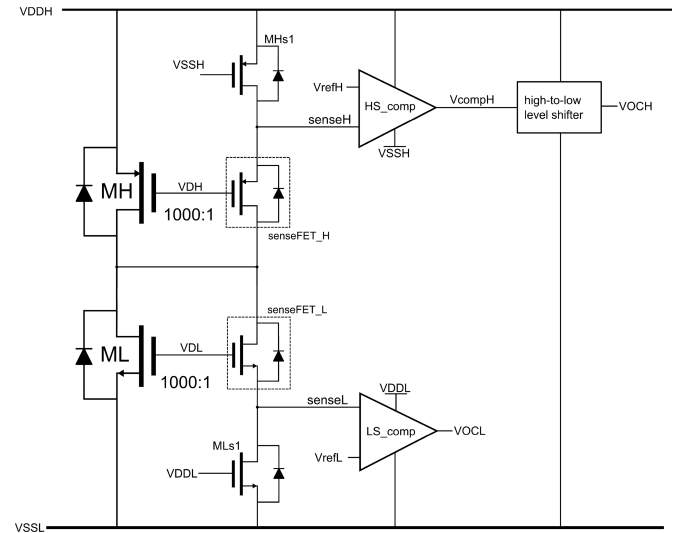 VDDH
MHs1
VSSH
VrefH
HS_comp
VcompH
high-to-low
level shifter
VOCH
senseH
VSSH
MH
VDH
1000:1
senseFET_H
senseFET_L
ML
VDL
1000:1
senseL
VDDL
LS_comp
VOCL
MLs1
VrefL
VDDL
VSSL